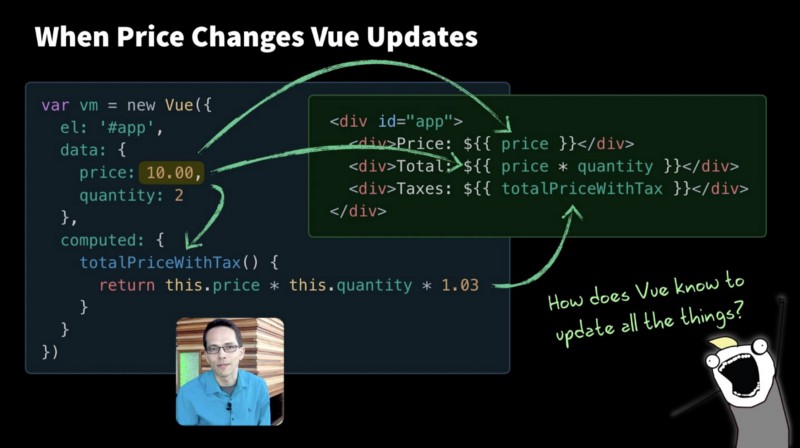 When Price Changes Vue Updates
var vm = new Vue({
el: '#app',
data: {
price: 10.00,
quantity: 2
},
computed: {
totalPriceWithTax() {
return this.price * this.quantity * 1.03
}
}
})
<div id="app">
<div>Price: ${{ price }}</div>
<div>Total: ${{ price * quantity }}</div>
<div>Taxes: ${{ totalPriceWithTax }}</div>
</div>
How does Vue know to
update all the things?